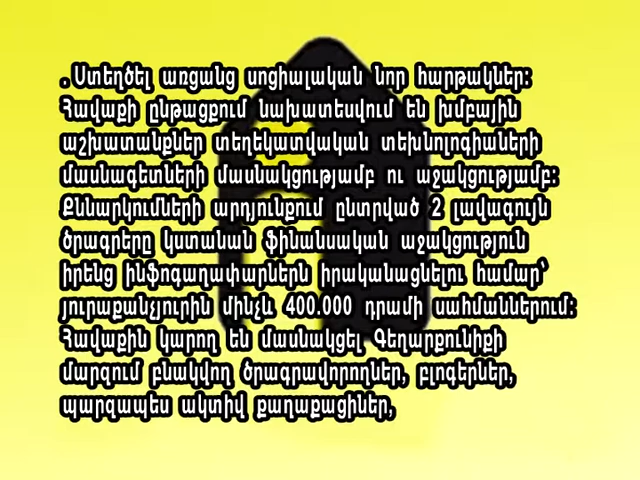 .Ստեղծել առցանց սոցիալական նոր հարթակներ:
Հավաքի ընթացքում նախատեսվում են խմբային
աշխատանքներ տեղեկատվական տեխնոլոգիաների
մասնագետների մասնակցությամբ ու աջակցությամբ:
Քննարկումների արդյունքում ընտրված 2 լավագույն
ծրագրերը կստանան ֆինանսական աջակցություն
իրենց ինֆոգաղափարներն իրականացնելու համար՝
յուրաքանչյուրին մինչև 400.000 դրամի սահմաններում:
Հավաքին կարող են մասնակցել Գեղարքունիքի
մարզում բնակվող ծրագրավորողներ, բլոգերներ,
պարզապես ակտիվ քաղաքացիներ,